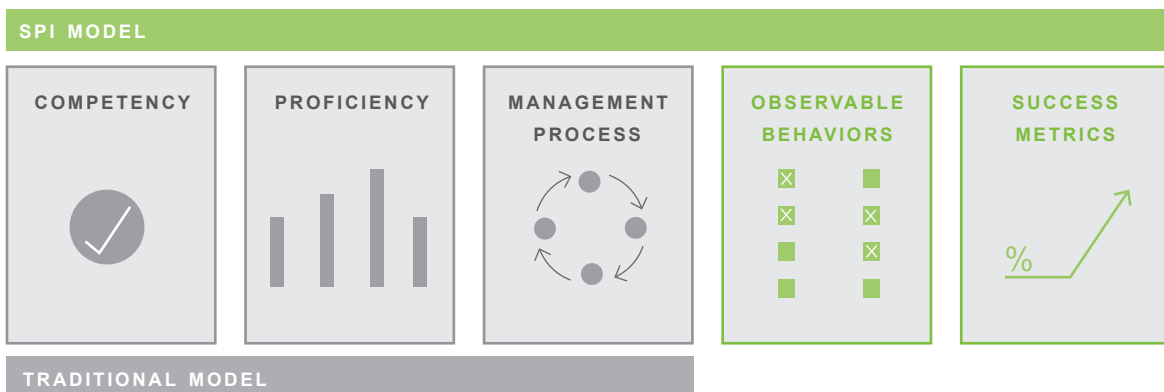 SPI MODEL
COMPETENCY
PROFICIENCY
MANAGEMENT
PROCESS
OBSERVABLE
BEHAVIORS
SUCCESS
METRICS
%
TRADITIONAL MODEL